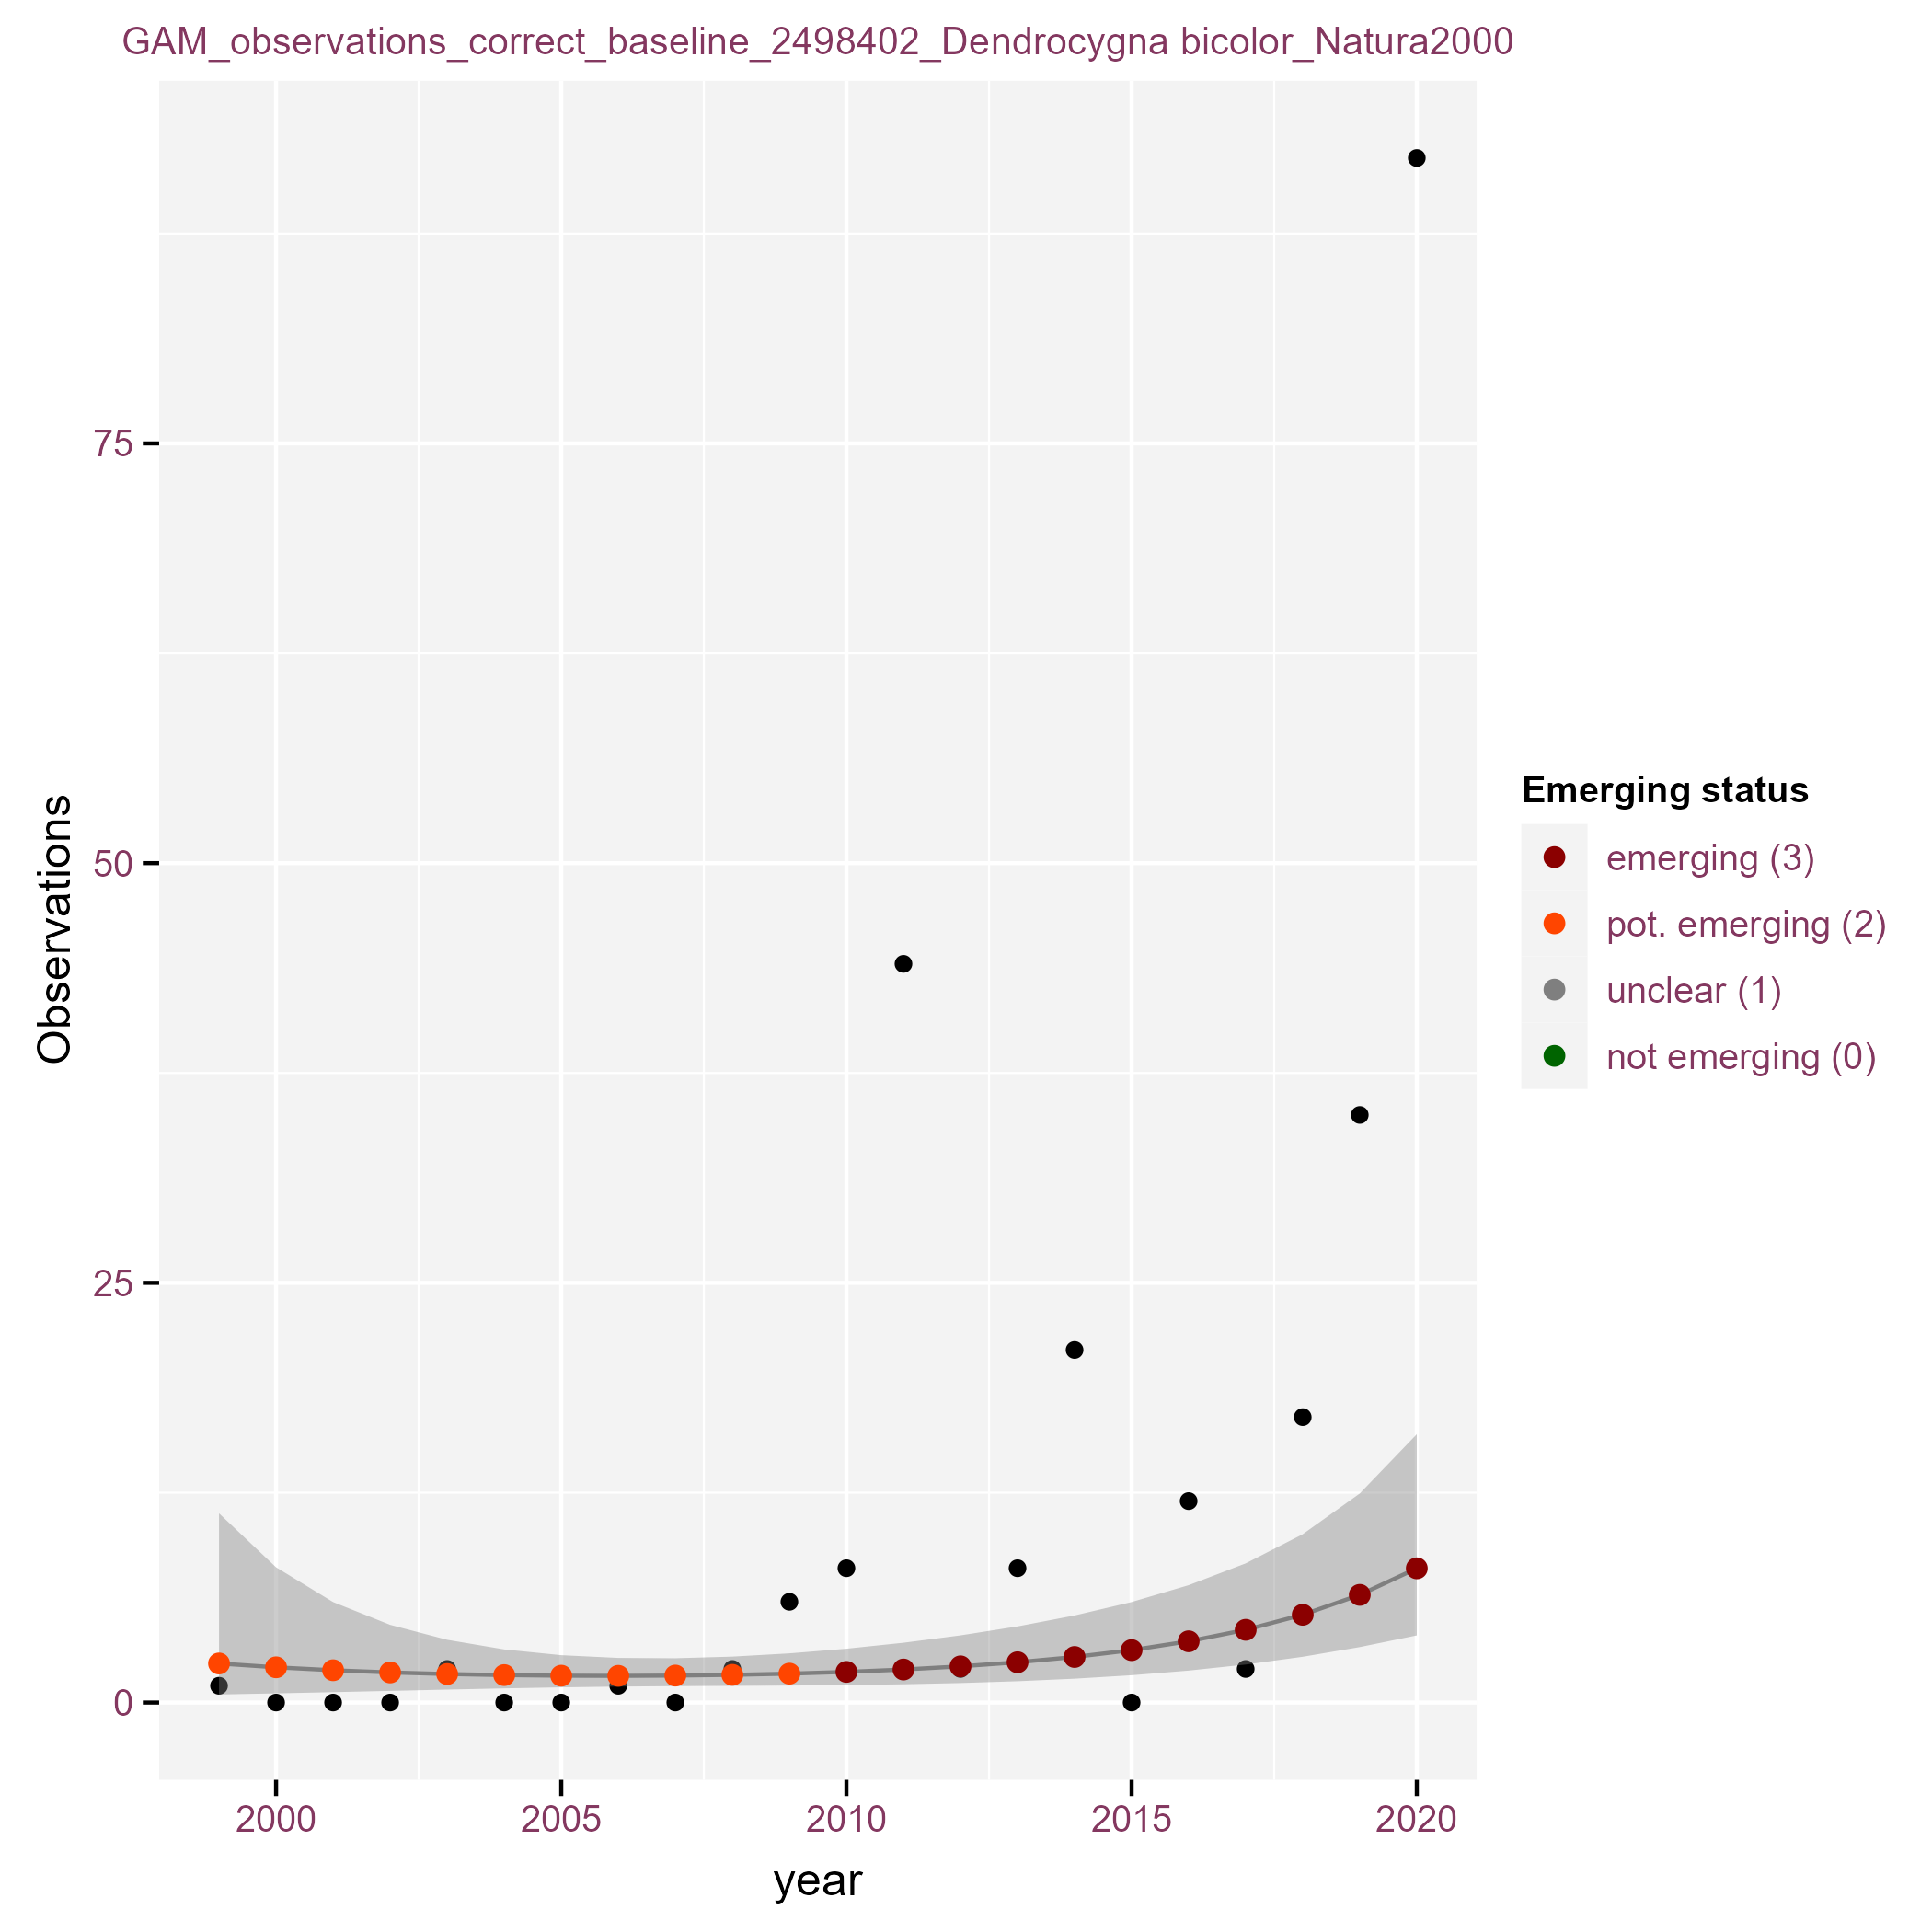 GAM_observations_correct_baseline_2498402_Dendrocygna bicolor_Natura2000
Observations
75
50
25
0
2000 2005 2010 2015 2020
year
Emerging status
emerging (3)
pot. emerging (2)
unclear (1)
not emerging (0)